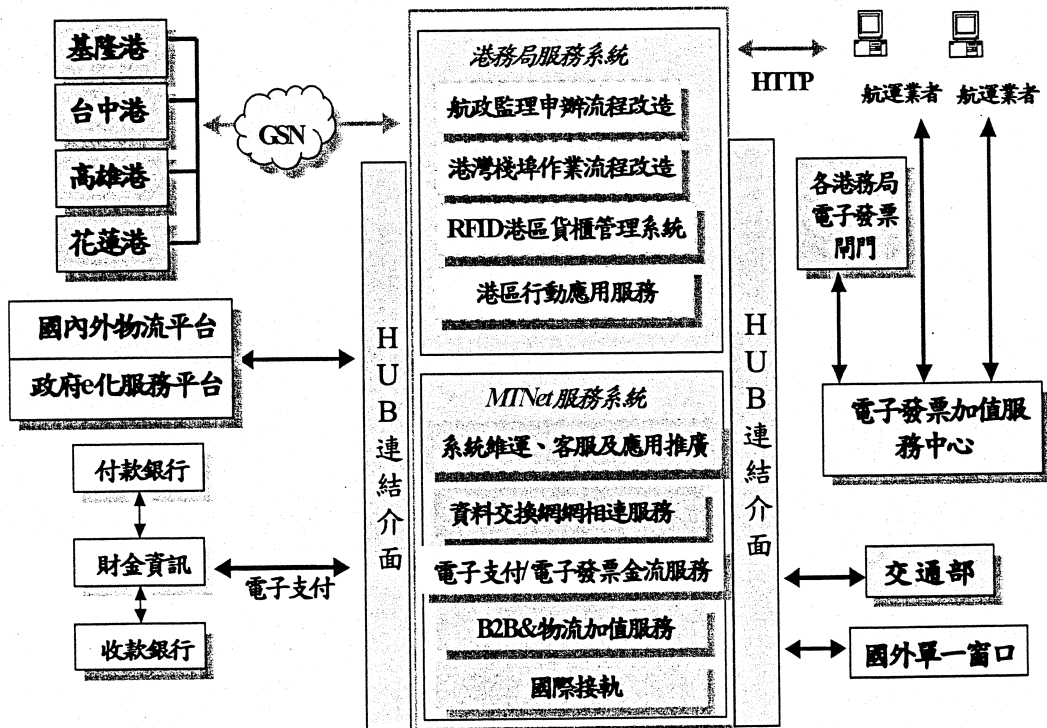 基隆港
台中港
高雄港
花蓮港
GSN
港務局服務系統
航政監理申辦流程改造
港灣棧埠作業流程改造
RFID港區貨櫃管理系統
港區行動應用服務
HTTP
航運業者
航運業者
各港務局
電子發票
閘門
國內外物流平台
政府e化服務平台
HUB連結介面
MTNet服務系統
系統維運、客服及應用推廣
資料交換網網相連服務
電子支付/電子發票金流服務
B2B&物流加值服務
國際接軌
HUB連結介面
電子發票加值服
務中心
付款銀行
財金資訊
收款銀行
電子支付
交通部
國外單一窗口